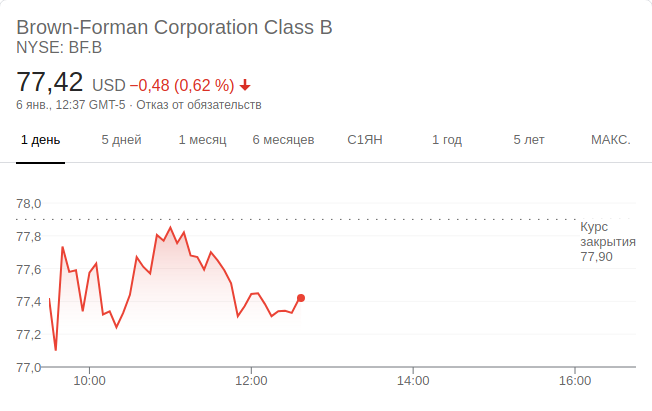 Brown-Forman Corporation Class B
NYSE: BF.B
77,42 USD −0,48 (0,62 %)
6 янв., 12:37 GMT-5 · Отказ от обязательств
1 день 5 дней 1 месяц 6 месяцев С1ЯН 1 год 5 лет МАКС.
78,0
Курс
77,8
закрытия
77,90
77,6
77,4
77,2
77,0
10:00 12:00 14:00 16:00